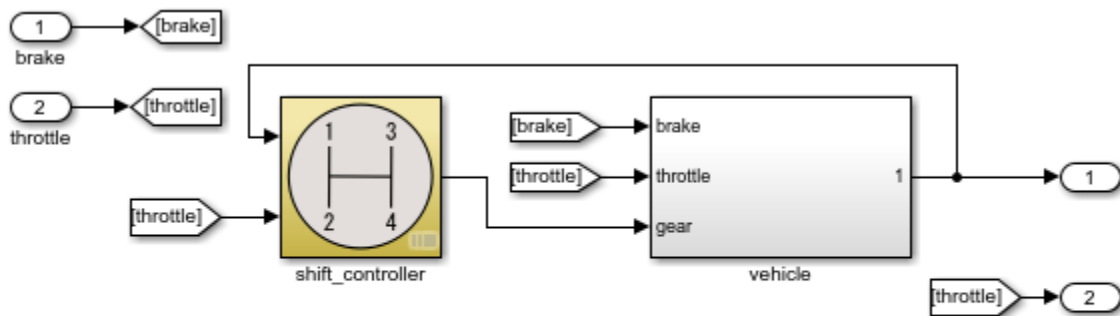 1
[brake]
brake
2
[throttle]
throttle
[throttle]
1 3
2 4
shift_controller
[brake]
[throttle]
brake
throttle
gear
1
vehicle
1
[throttle]
2